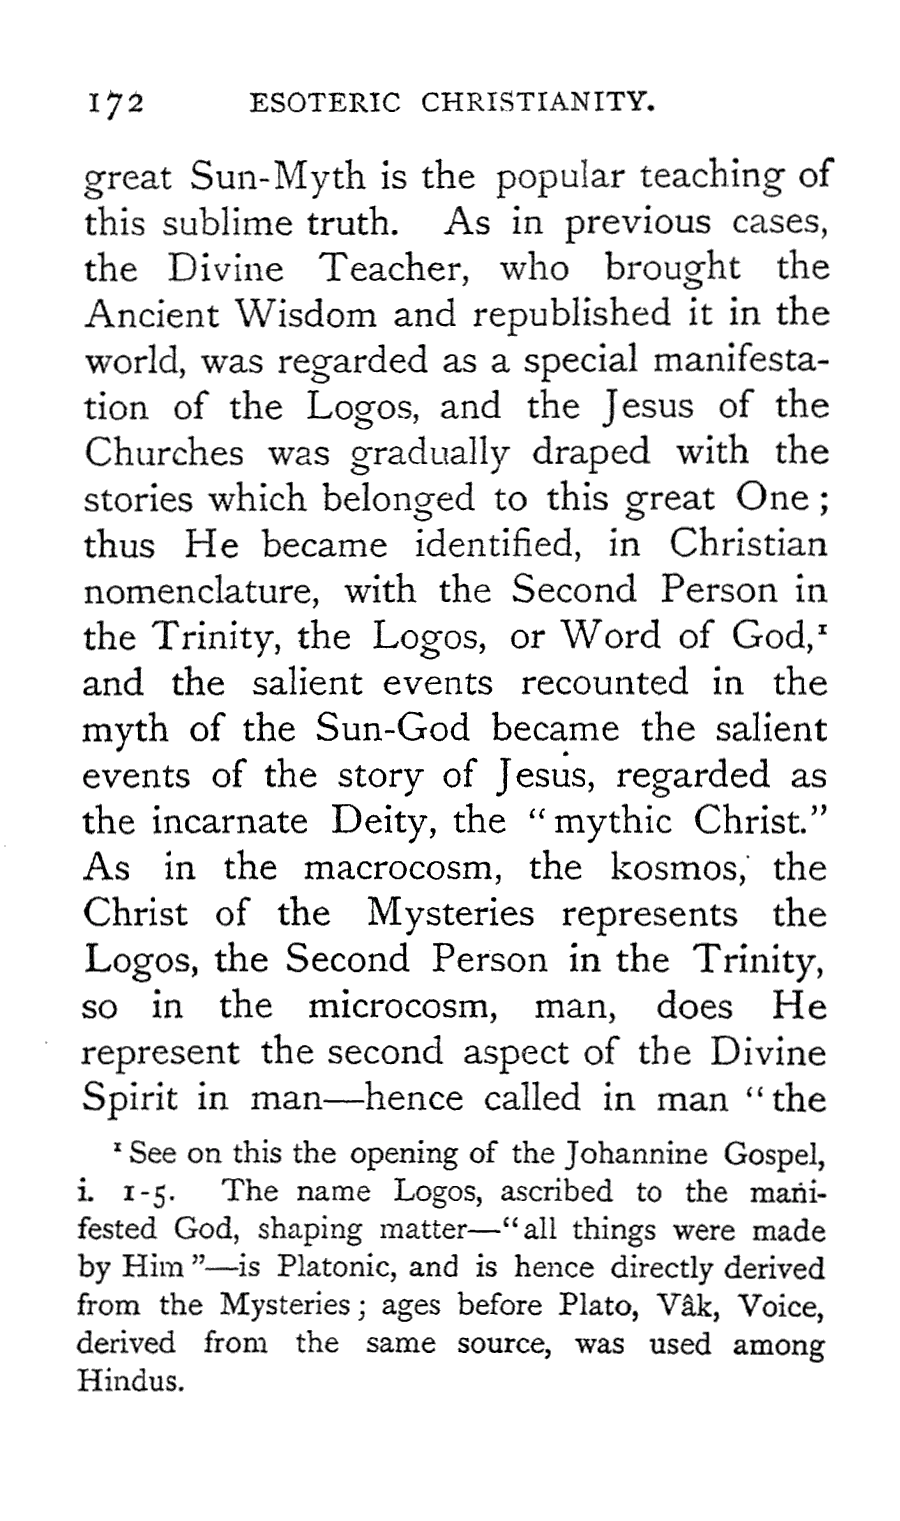 172 ESOTERIC CHRISTIANITY.
great Sun-Myth is the popular teaching of
this sublime truth. As in previous cases,
the Divine Teacher, who brought the
Ancient Wisdom and republished it in the
world, was regarded as a special manifesta-
tion of the Logos, and the Jesus of the
Churches was gradually draped with the
stories which belonged to this great One ;
thus He became identified, in Christian
nomenclature, with the Second Person in
the Trinity, the Logos, or Word of God,¹
and the salient events recounted in the
myth of the Sun-God became the salient
events of the story of Jesus, regarded as
the incarnate Deity, the “mythic Christ.”
As in the macrocosm, the kosmos, the
Christ of the Mysteries represents the
Logos, the Second Person in the Trinity,
so in the microcosm, man, does He
represent the second aspect of the Divine
Spirit in man—hence called in man “the
¹ See on this the opening of the Johannine Gospel,
i. 1-5. The name Logos, ascribed to the mani-
fested God, shaping matter—“all things were made
by Him”—is Platonic, and is hence directly derived
from the Mysteries ; ages before Plato, Vâk, Voice,
derived from the same source, was used among
Hindus.